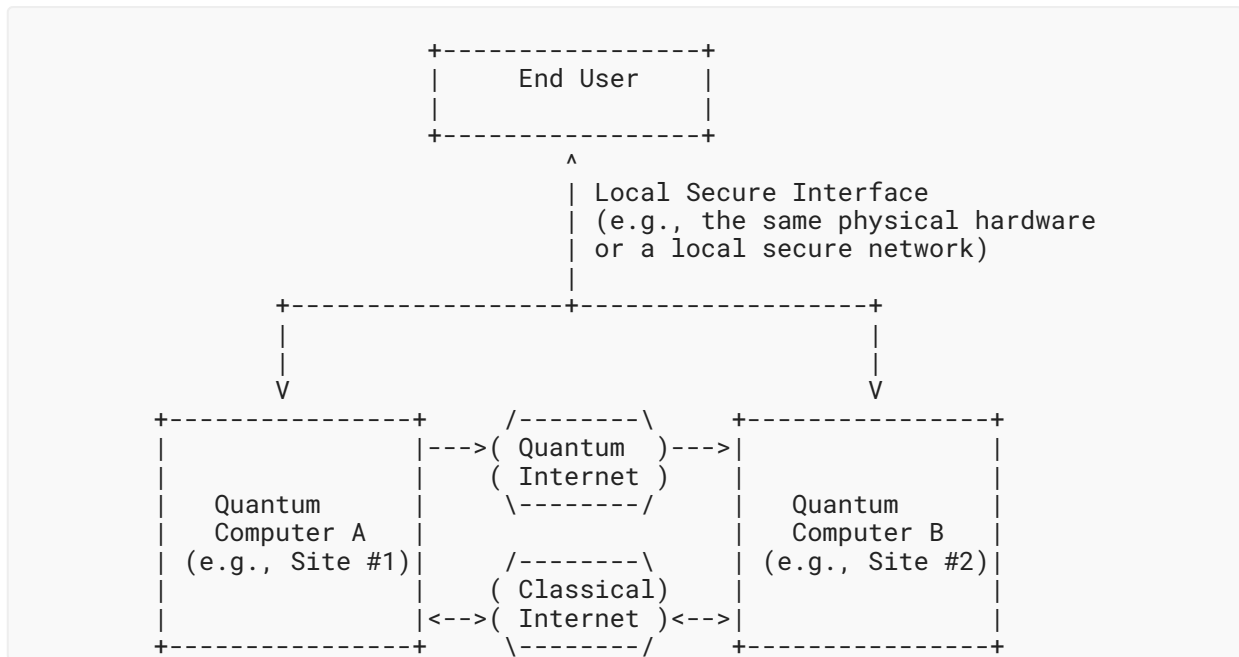 End User
Local Secure Interface
(e.g., the same physical hardware
or a local secure network)
Quantum
Internet
Quantum
Computer A
(e.g., Site #1)
Quantum
Computer B
(e.g., Site #2)
Classical
Internet